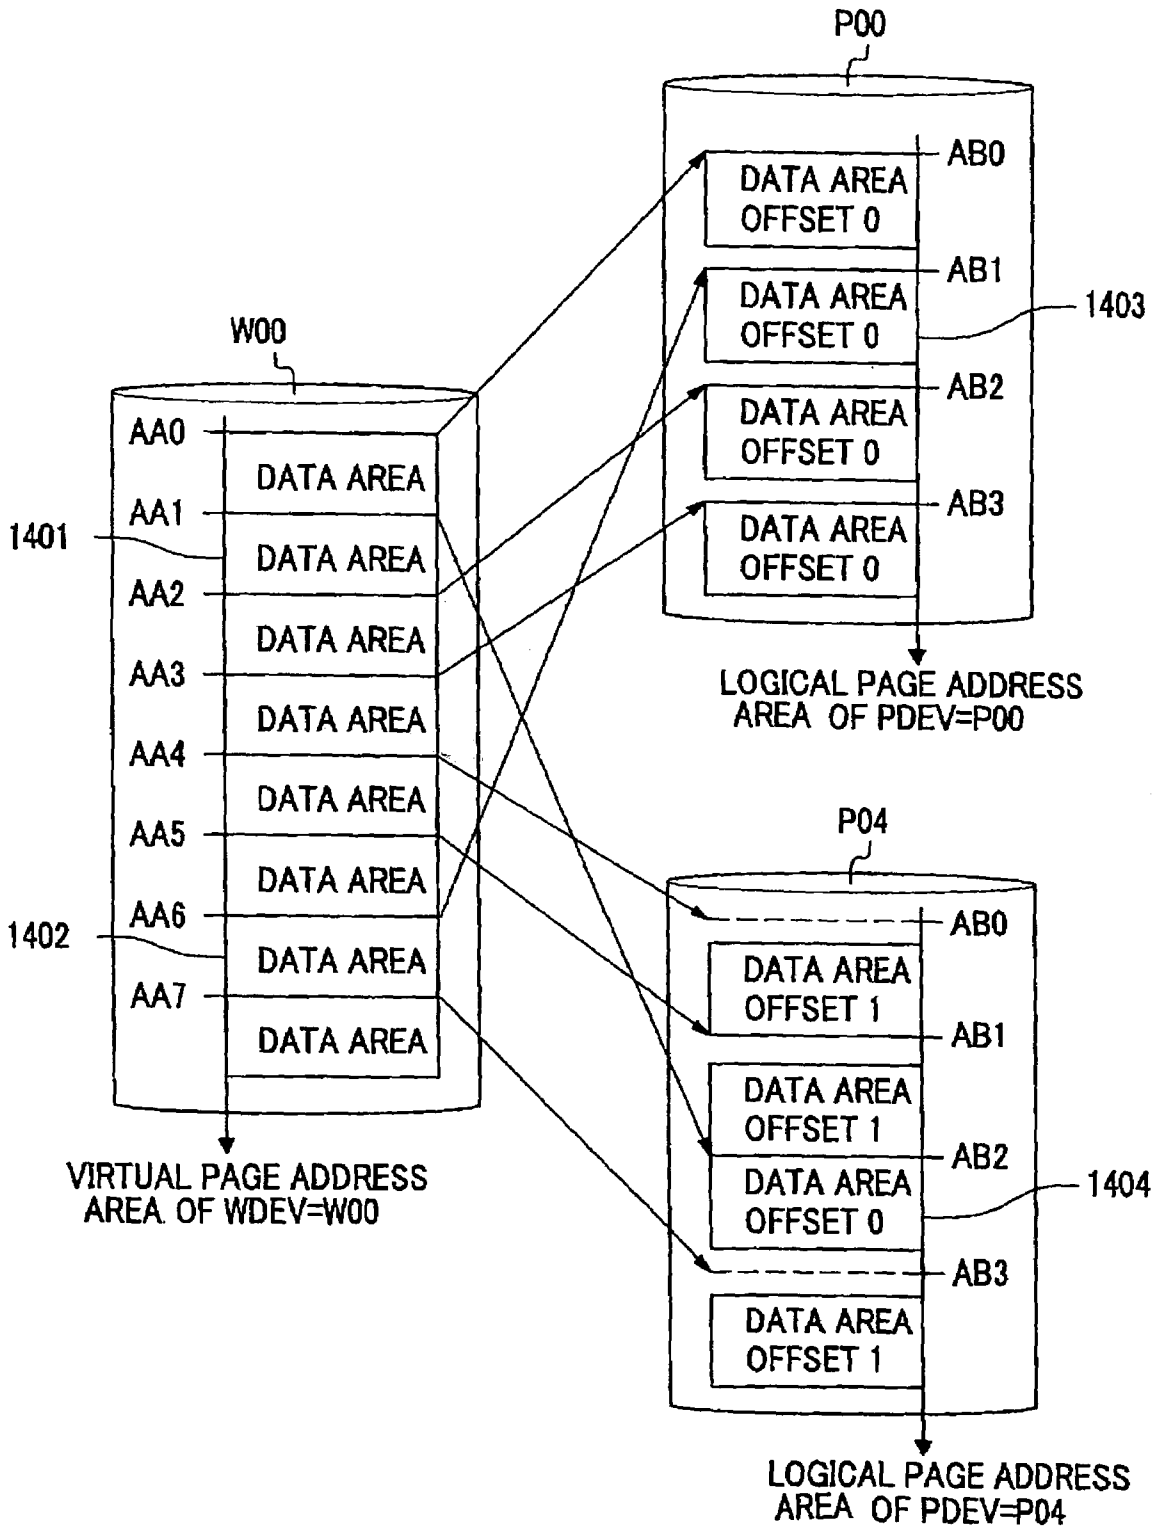 P00
AB0
DATA AREA
OFFSET 0
AB1
DATA AREA
OFFSET 0
1403
AB2
DATA AREA
OFFSET 0
AB3
DATA AREA
OFFSET 0
LOGICAL PAGE ADDRESS
AREA OF PDEV=P00
W00
AA0
DATA AREA
AA1
1401
DATA AREA
AA2
DATA AREA
AA3
DATA AREA
AA4
DATA AREA
AA5
DATA AREA
AA6
1402
DATA AREA
AA7
DATA AREA
VIRTUAL PAGE ADDRESS
AREA OF WDEV=W00
P04
AB0
DATA AREA
OFFSET 1
AB1
DATA AREA
OFFSET 1
AB2
DATA AREA
OFFSET 0
1404
AB3
DATA AREA
OFFSET 1
LOGICAL PAGE ADDRESS
AREA OF PDEV=P04